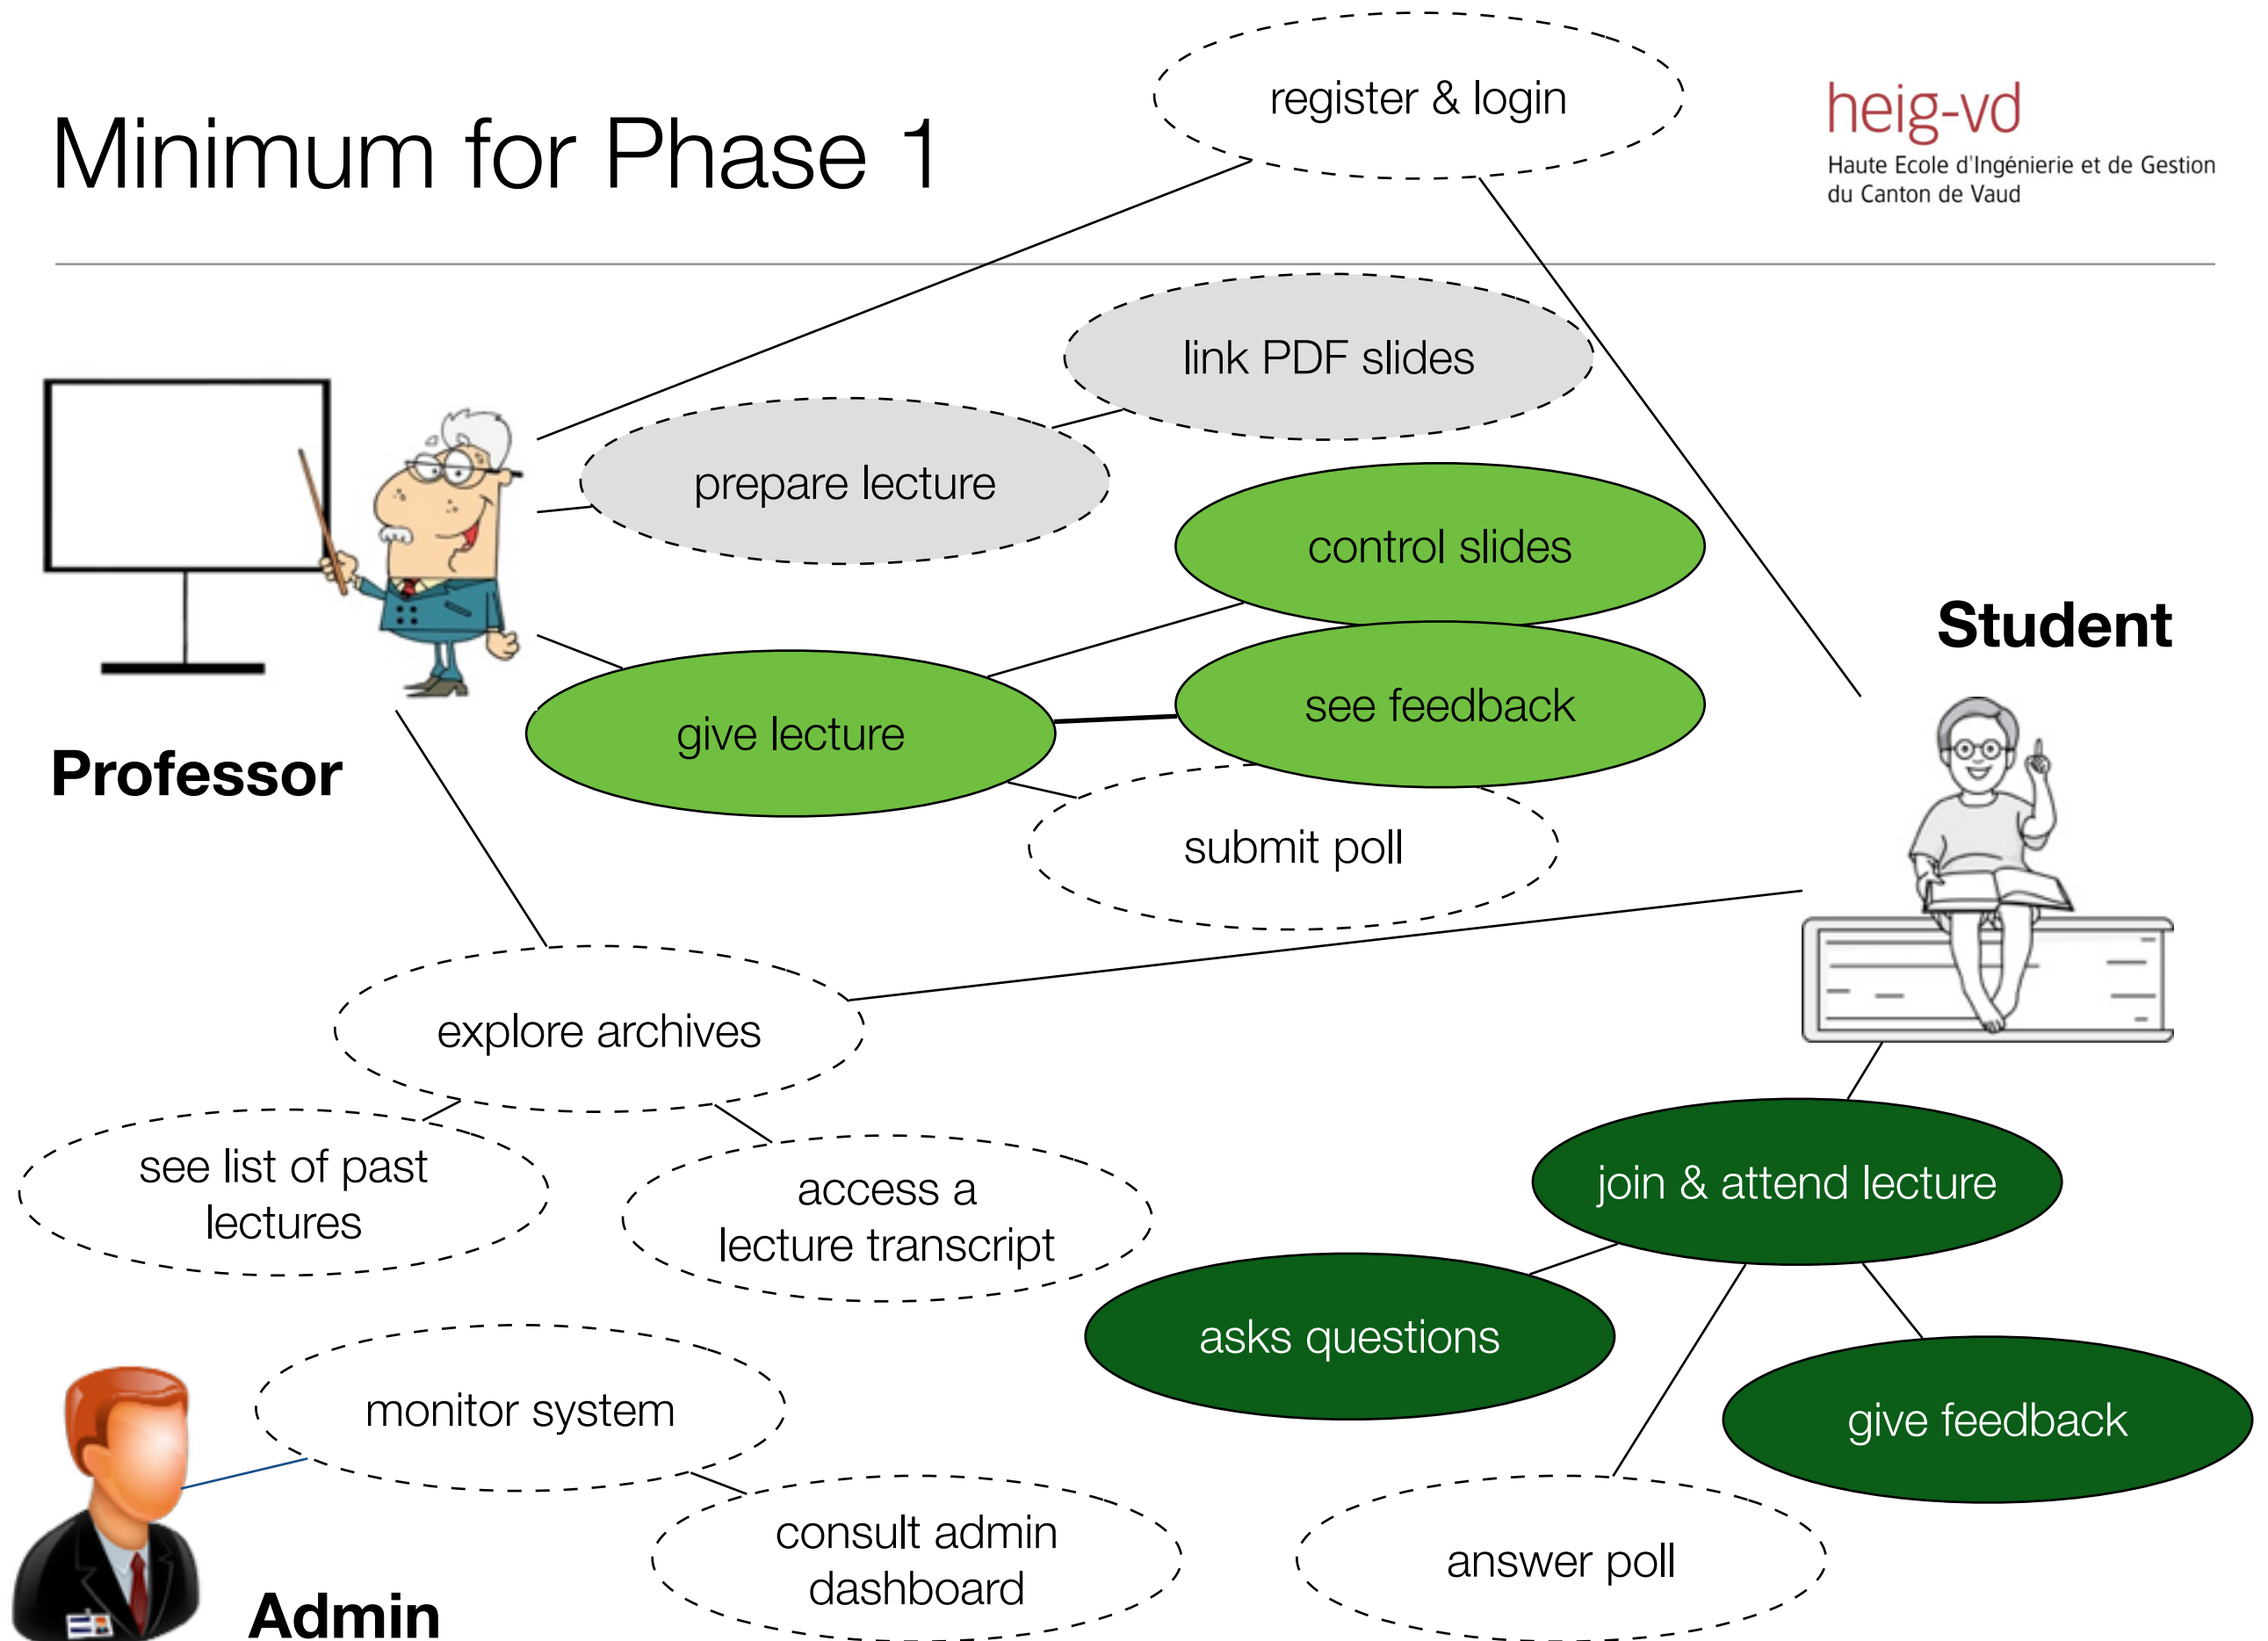 register & login
Minimum for Phase 1
heig-vd
Haute Ecole d'Ingénierie et de Gestion
du Canton de Vaud
link PDF slides
prepare lecture
control slides
Student
see feedback
give lecture
Professor
submit poll
explore archives
see list of past
lectures
access a
lecture transcript
join & attend lecture
asks questions
monitor system
give feedback
consult admin
dashboard
answer poll
Admin